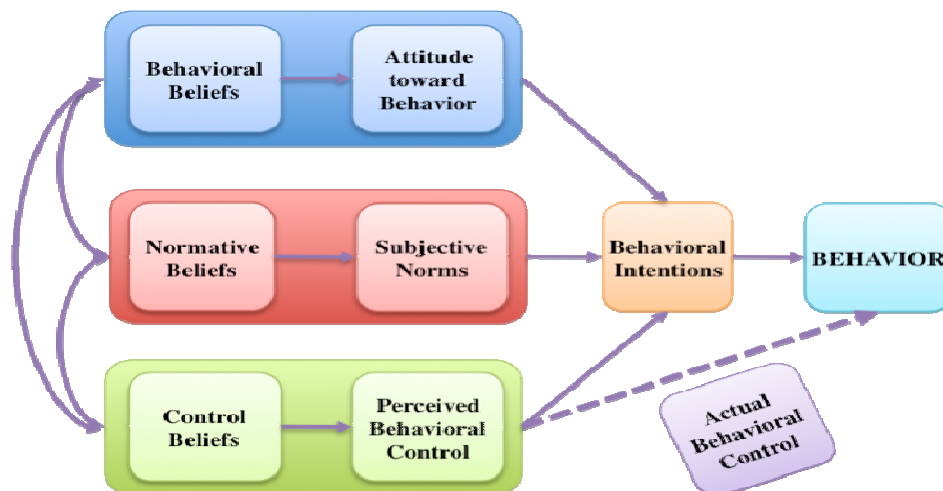 Behavioral
Beliefs
Attitude
toward
Behavior
Normative
Beliefs
Subjective
Norms
Behavioral
Intentions
BEHAVIOR
Control
Beliefs
Perceived
Behavioral
Control
Actual
Behavioral
Control